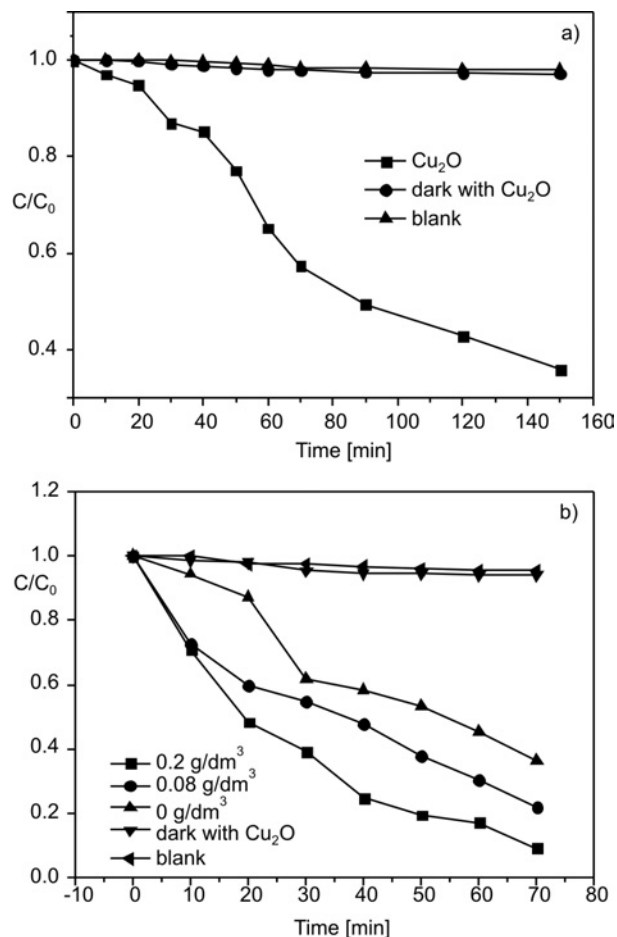 a)
1.0
0.8
C/C₀
0.6
0.4
Cu₂O
dark with Cu₂O
blank
0 20 40 60 80 100 120 140 160
Time [min]
b)
1.2
1.0
C/C₀
0.8
0.6
0.4
0.2
0.0
0.2 g/dm³
0.08 g/dm³
0 g/dm³
dark with Cu₂O
blank
-10 0 10 20 30 40 50 60 70 80
Time [min]